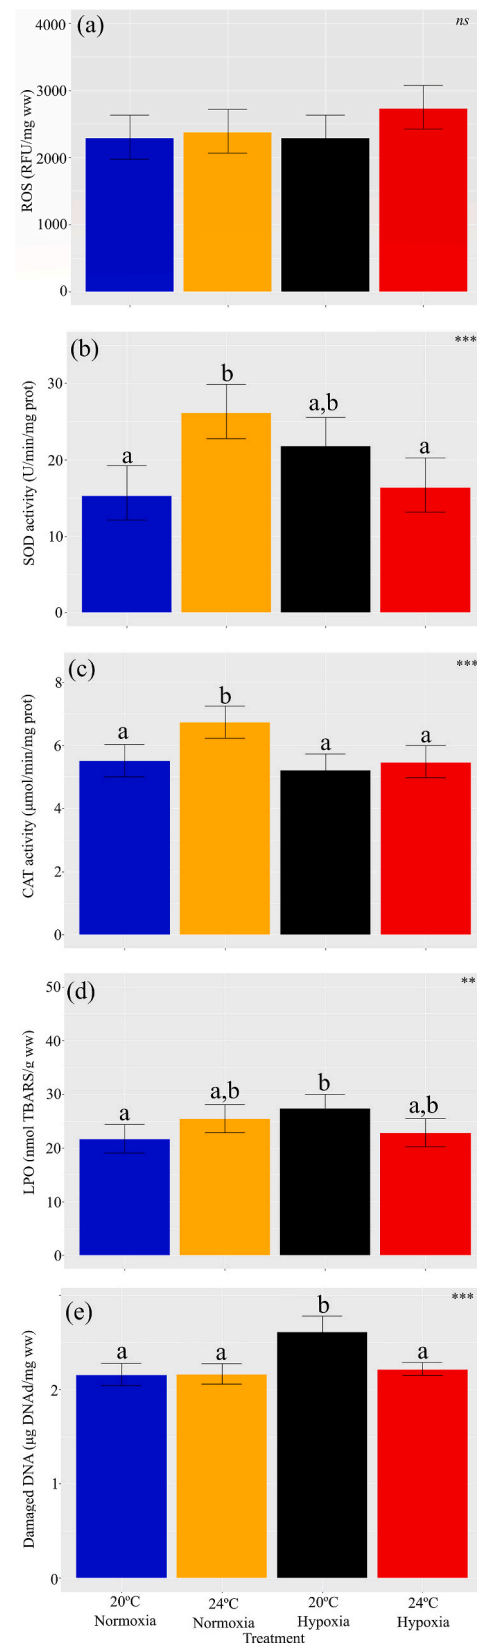 (a)
ns
4000
3000
2000
1000
0
ROS (RFU/mg ww)
(b)
***
30
20
10
0
SOD activity (U/min/mg prot)
a
b
a,b
a
(c)
***
8
6
4
2
0
CAT activity (μmol/min/mg prot)
a
b
a
a
(d)
**
50
40
30
20
10
0
LPO (nmol TBARS/g ww)
a
a,b
b
a,b
(e)
***
2
1
0
Damaged DNA (μg DNAd/mg ww)
a
a
b
a
20ºC
Normoxia
24ºC
Normoxia
20ºC
Hypoxia
24ºC
Hypoxia
Treatment